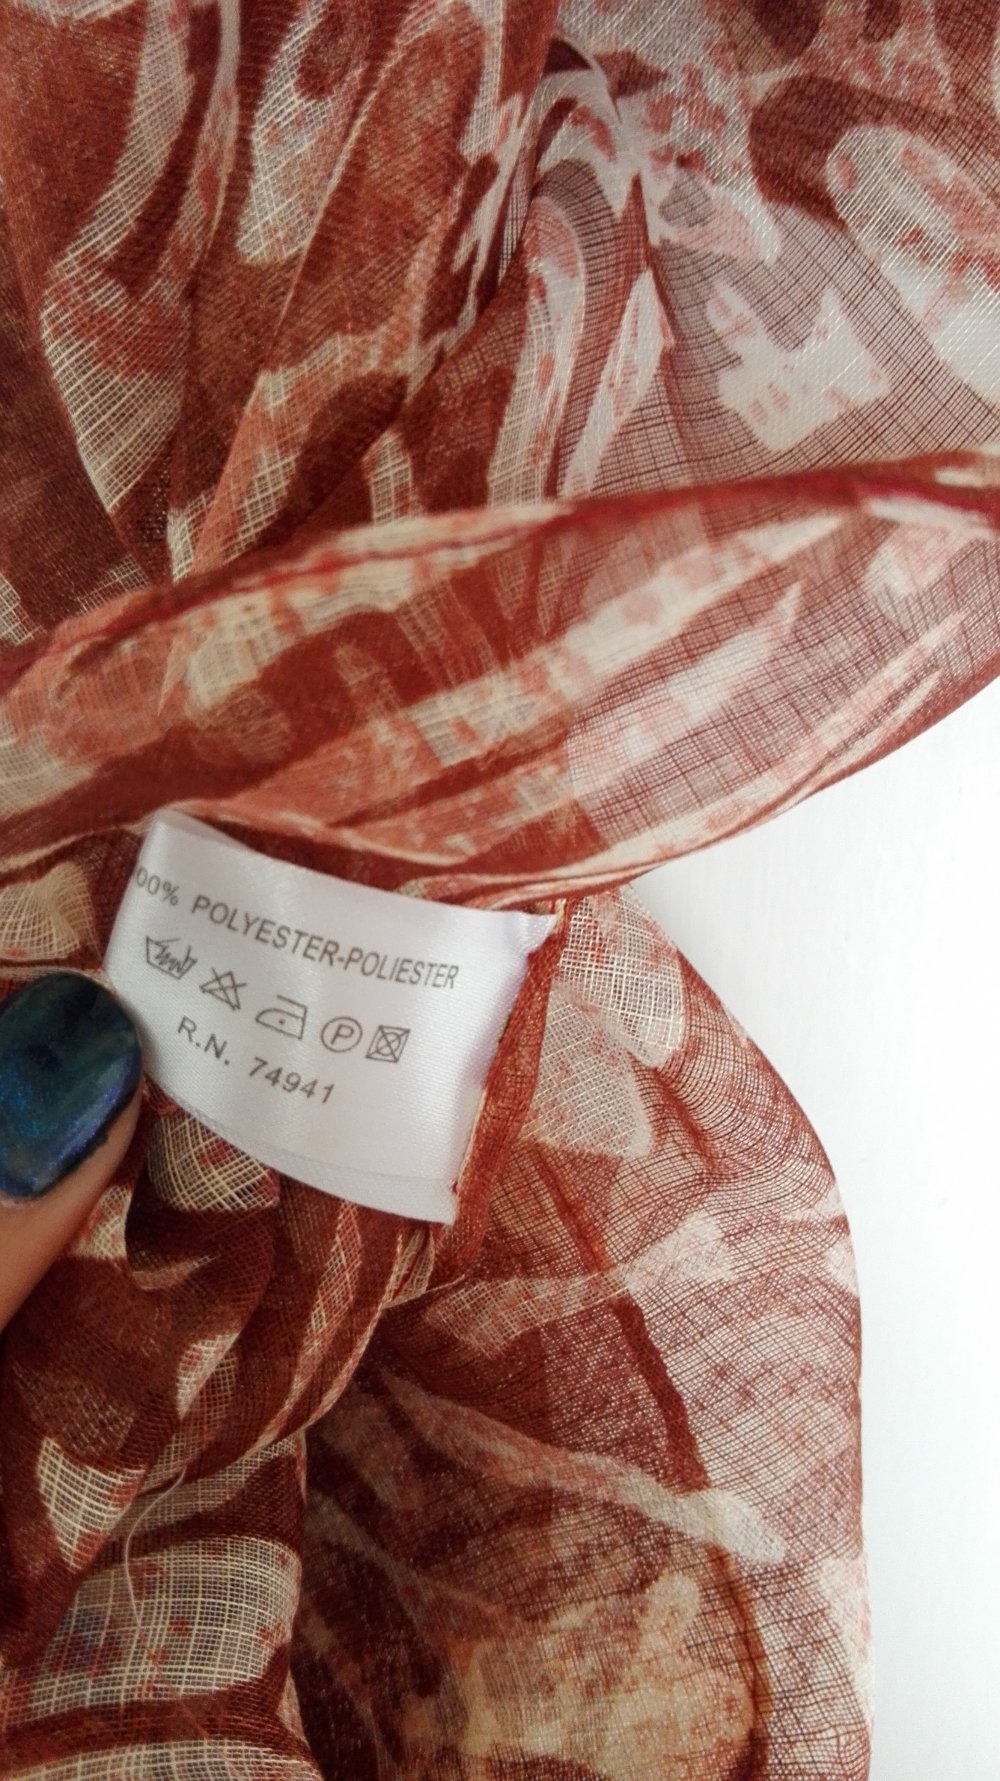 00% POLYESTER-POLIESTER
P
R.N. 74941